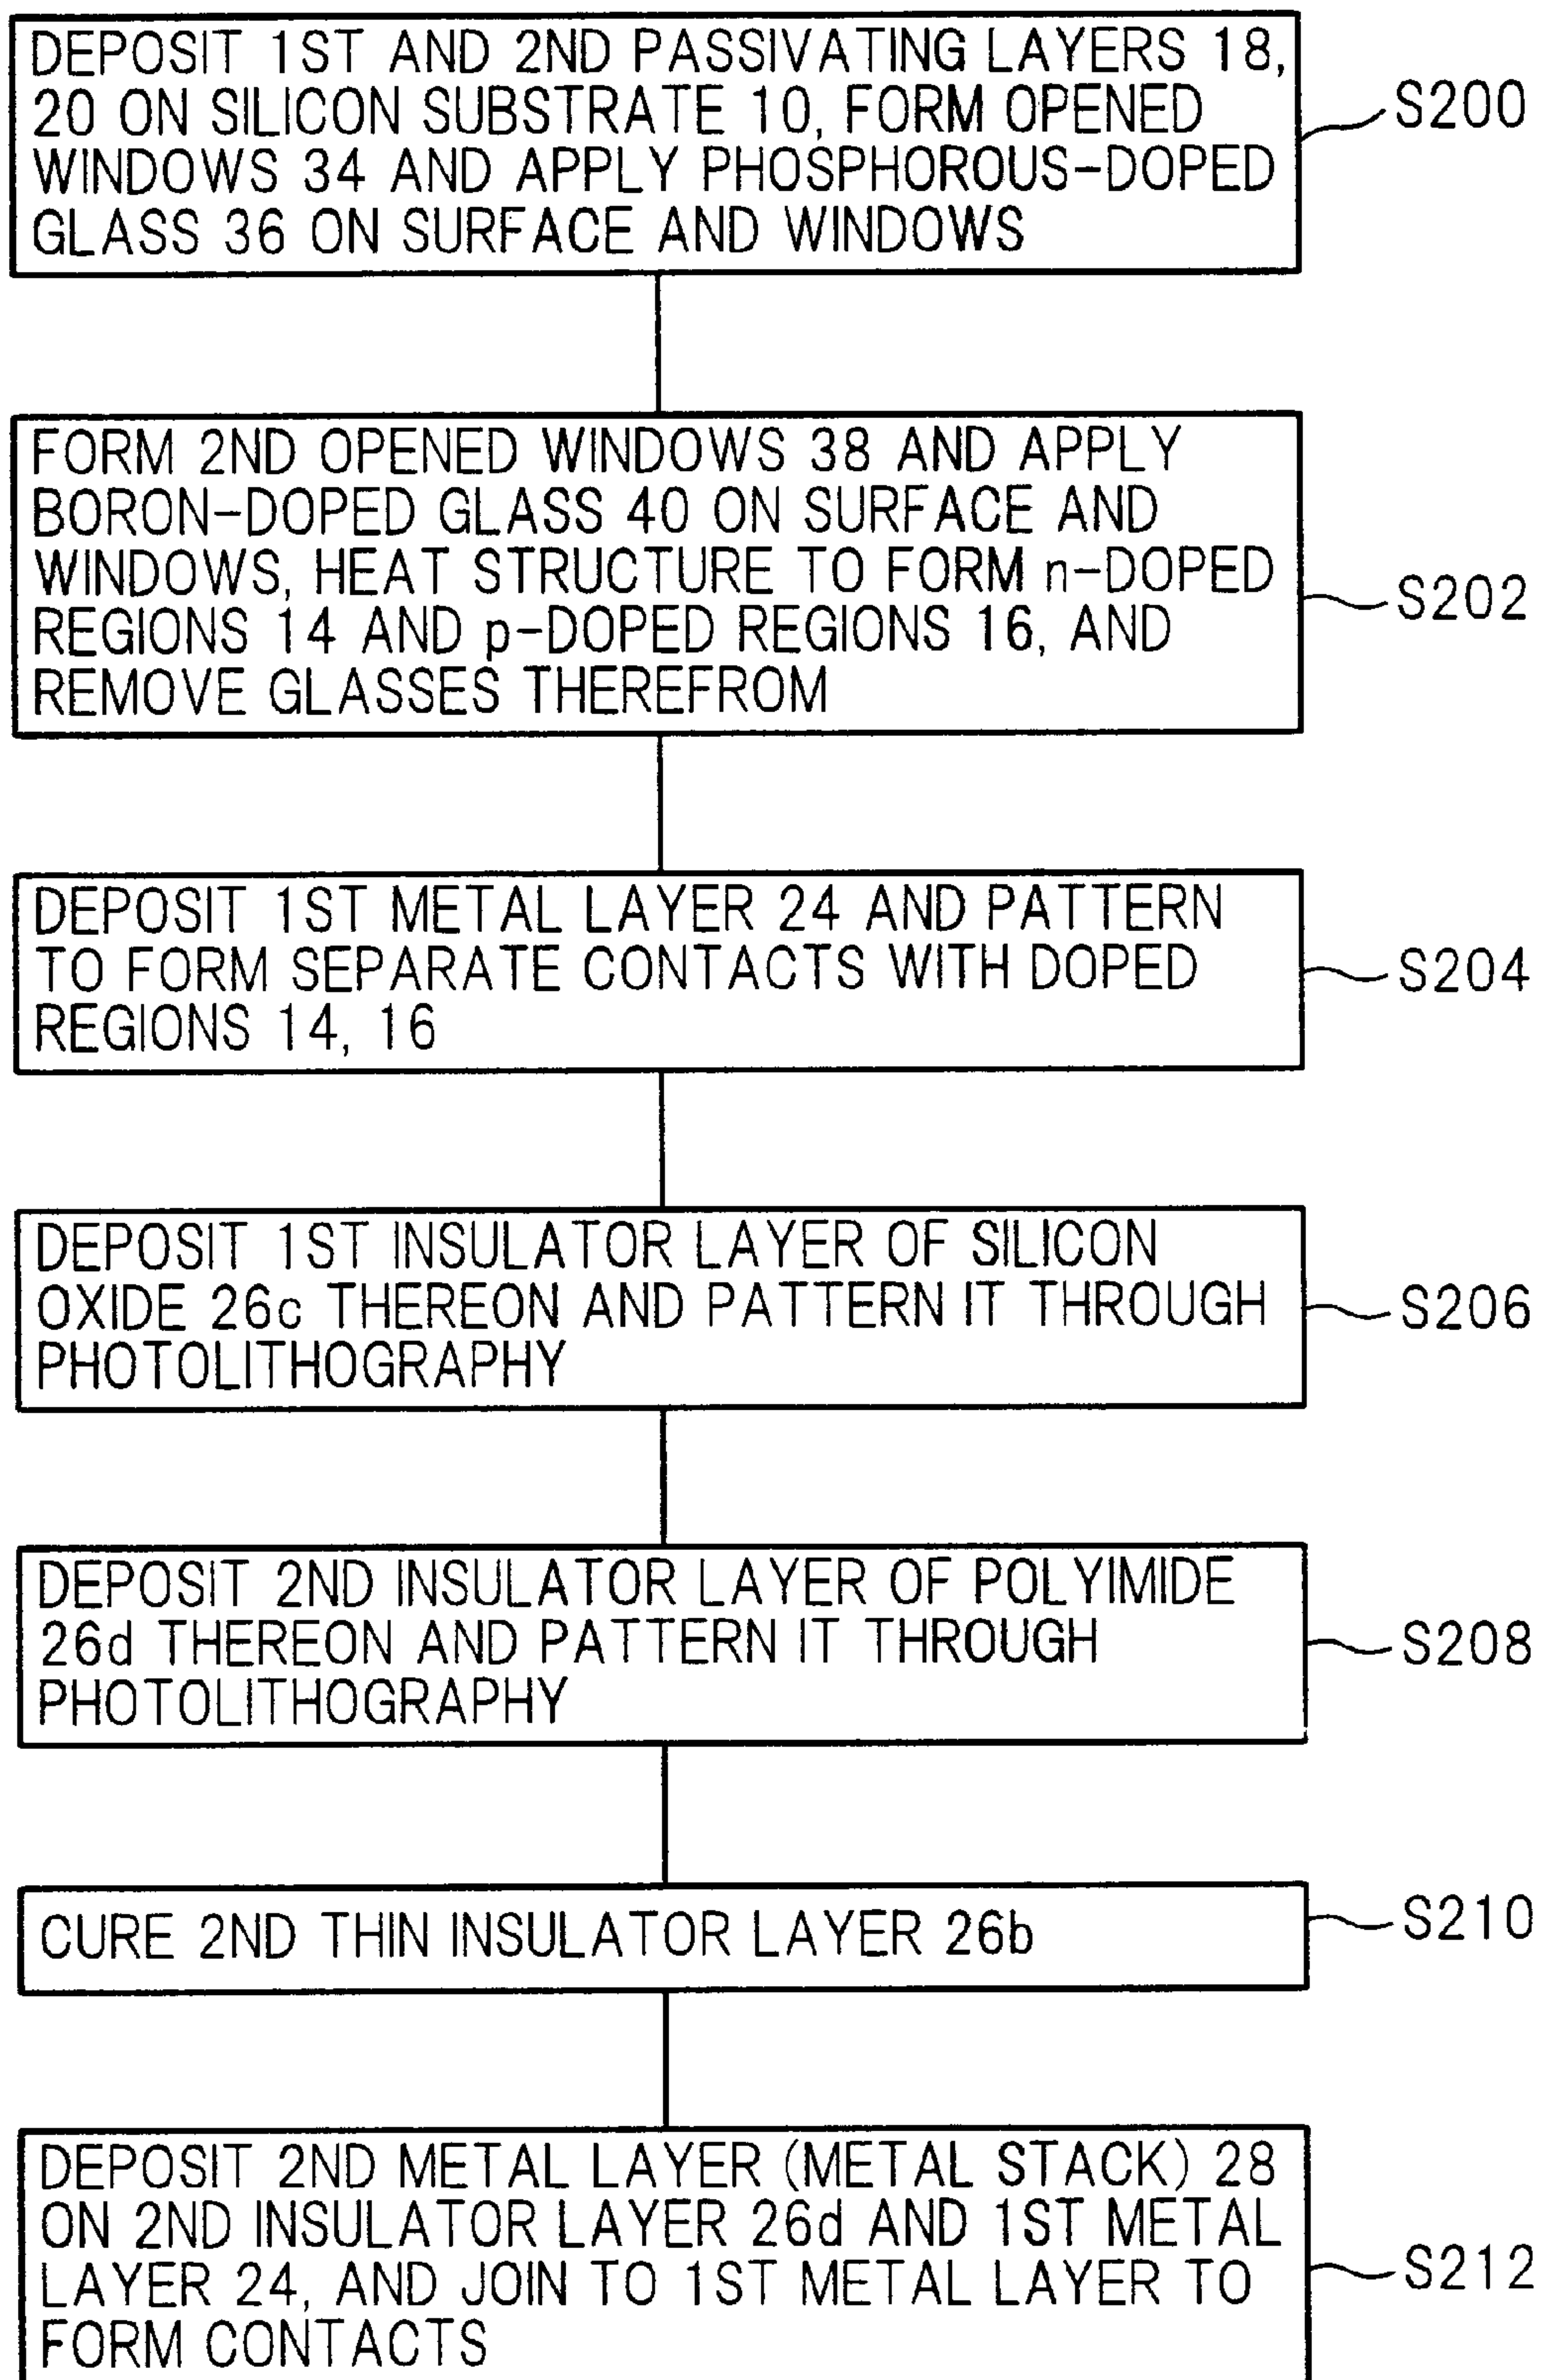 DEPOSIT 1ST AND 2ND PASSIVATING LAYERS 18,
20 ON SILICON SUBSTRATE 10, FORM OPENED
WINDOWS 34 AND APPLY PHOSPHOROUS-DOPED
GLASS 36 ON SURFACE AND WINDOWS
S200
FORM 2ND OPENED WINDOWS 38 AND APPLY
BORON-DOPED GLASS 40 ON SURFACE AND
WINDOWS, HEAT STRUCTURE TO FORM n-DOPED
REGIONS 14 AND p-DOPED REGIONS 16, AND
REMOVE GLASSES THEREFROM
S202
DEPOSIT 1ST METAL LAYER 24 AND PATTERN
TO FORM SEPARATE CONTACTS WITH DOPED
REGIONS 14, 16
S204
DEPOSIT 1ST INSULATOR LAYER OF SILICON
OXIDE 26c THEREON AND PATTERN IT THROUGH
PHOTOLITHOGRAPHY
S206
DEPOSIT 2ND INSULATOR LAYER OF POLYIMIDE
26d THEREON AND PATTERN IT THROUGH
PHOTOLITHOGRAPHY
S208
CURE 2ND THIN INSULATOR LAYER 26b
S210
DEPOSIT 2ND METAL LAYER (METAL STACK) 28
ON 2ND INSULATOR LAYER 26d AND 1ST METAL
LAYER 24, AND JOIN TO 1ST METAL LAYER TO
FORM CONTACTS
S212